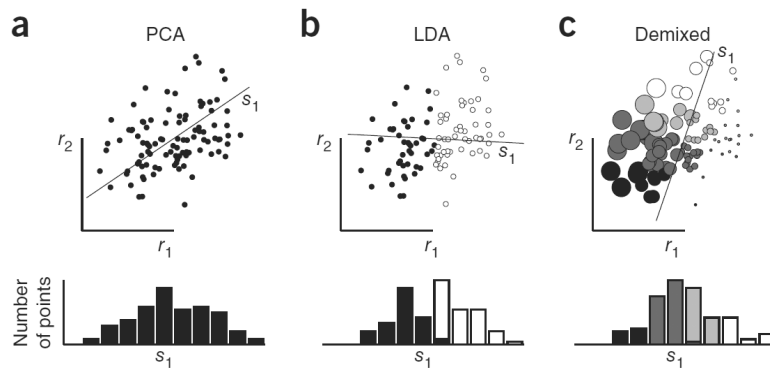 a PCA
s1
r2
r1
b LDA
s1
r2
r1
c Demixed
s1
r2
r1
Number
of points
s1
s1
s1